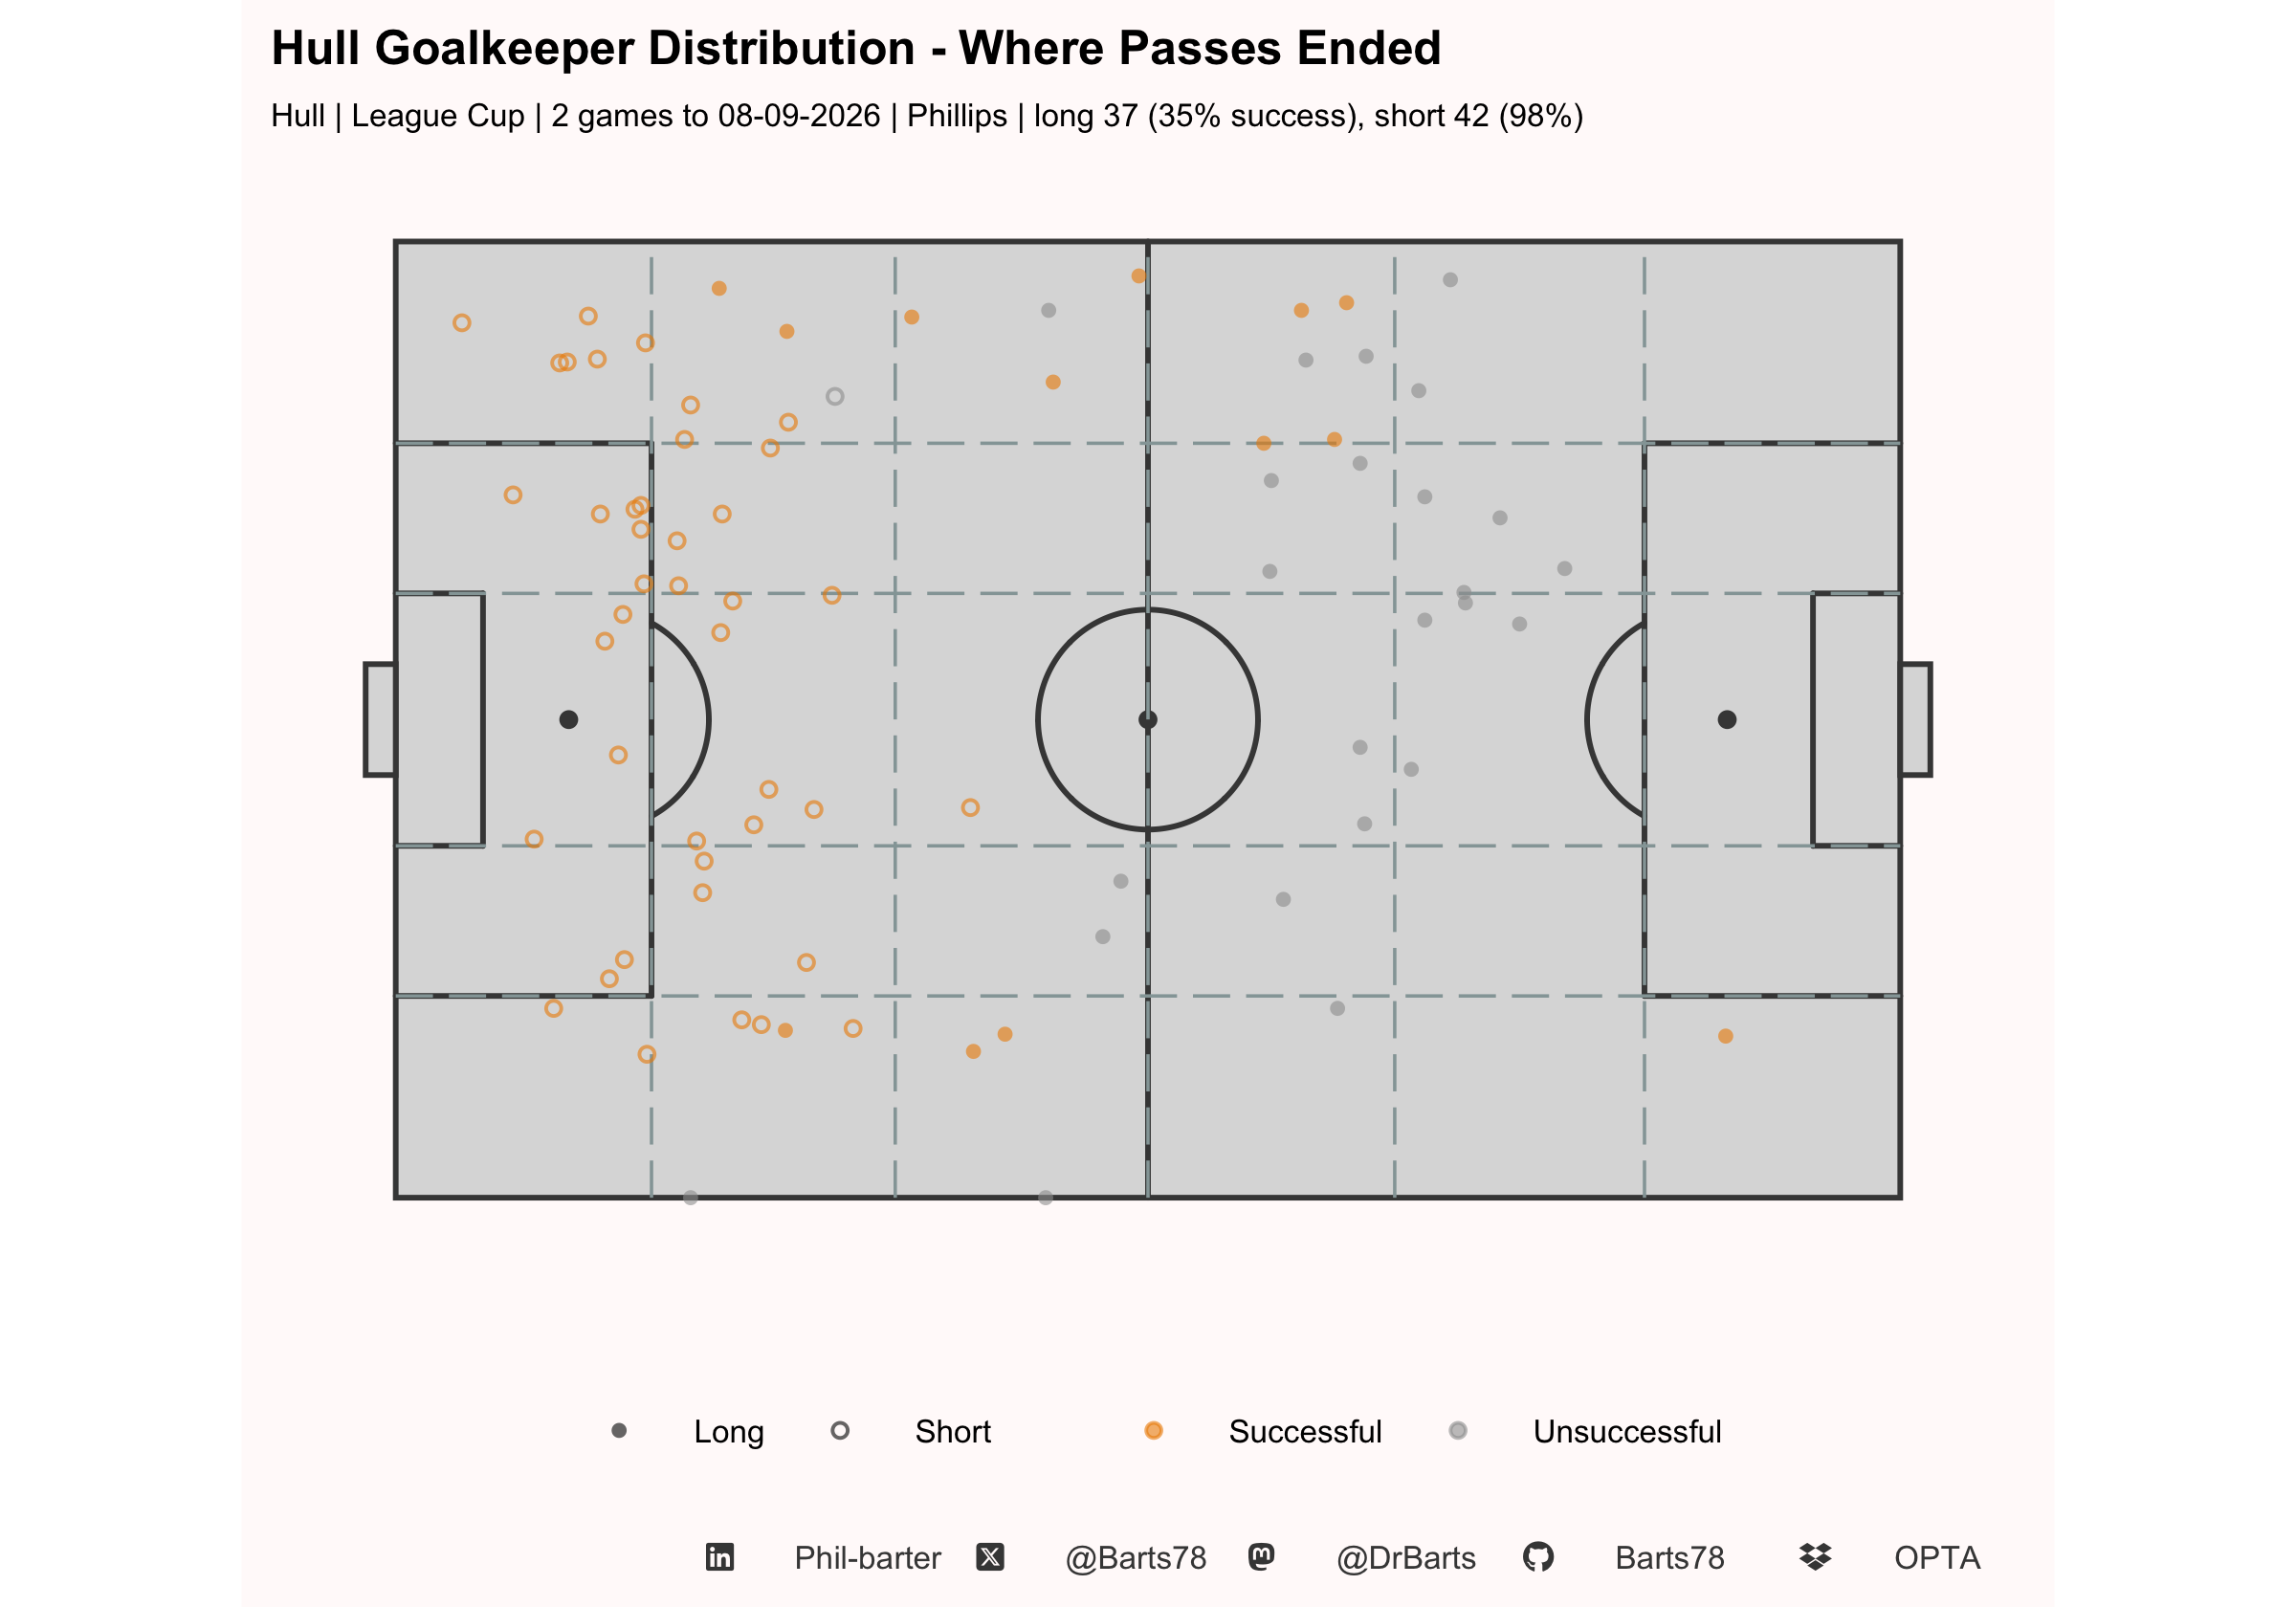 Hull Goalkeeper Distribution - Where Passes Ended
Hull | League Cup | 2 games to 08-09-2026 | Phillips | long 37 (35% success), short 42 (98%)
Long Short Successful Unsuccessful
Phil-barter @Barts78 @DrBarts Barts78 OPTA